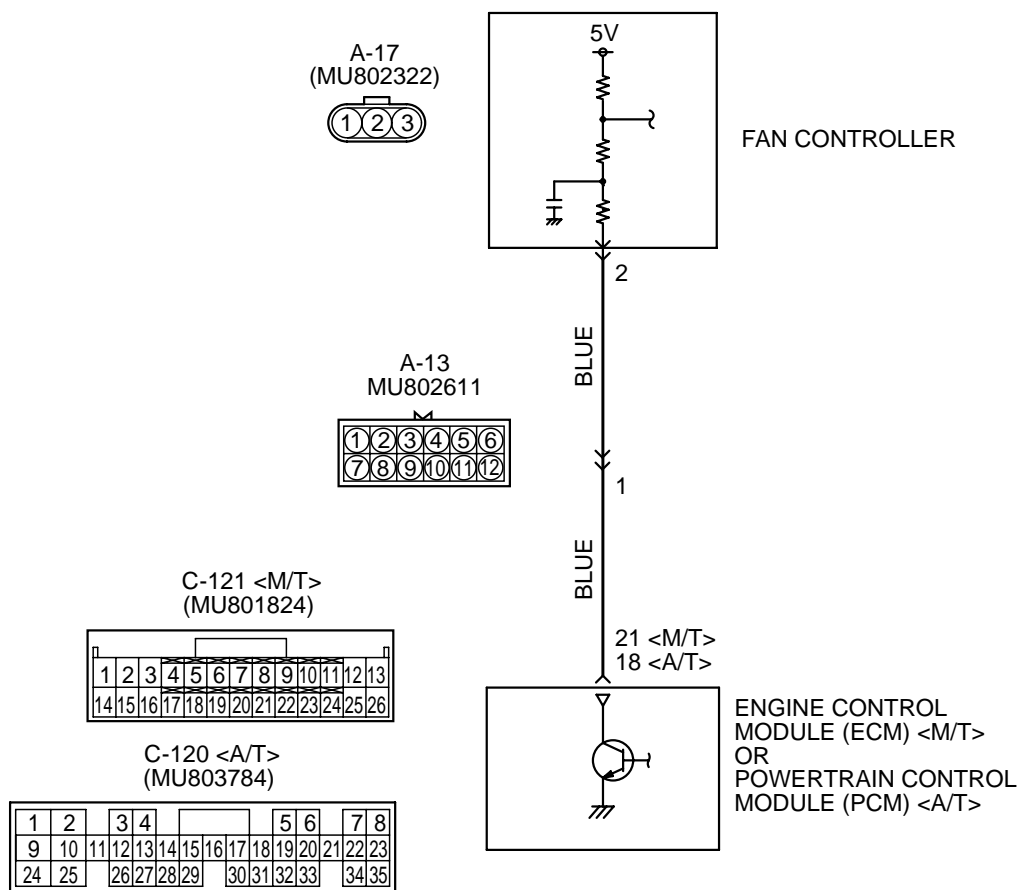 5V
A-17
(MU802322)
1 2 3
FAN CONTROLLER
2
BLUE
A-13
MU802611
1 2 3 4 5 6
7 8 9 10 11 12
1
BLUE
C-121 <M/T>
(MU801824)
21 <M/T>
18 <A/T>
1 2 3 4 5 6 7 8 9 10 11 12 13
14 15 16 17 18 19 20 21 22 23 24 25 26
ENGINE CONTROL
MODULE (ECM) <M/T>
OR
POWERTRAIN CONTROL
MODULE (PCM) <A/T>
C-120 <A/T>
(MU803784)
1 2 3 4 5 6 7 8
9 10 11 12 13 14 15 16 17 18 19 20 21 22 23
24 25 26 27 28 29 30 31 32 33 34 35